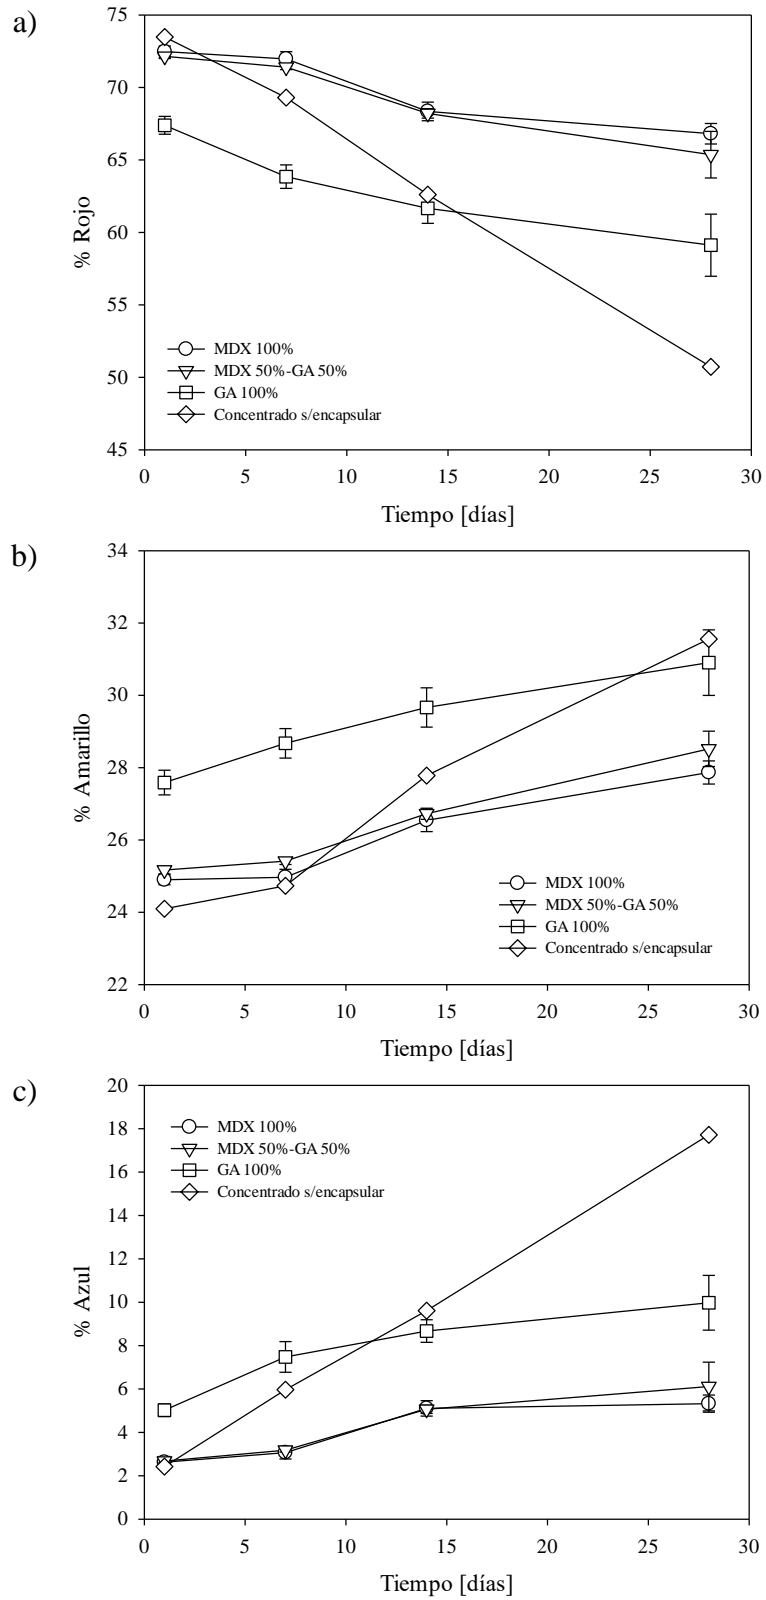 a)
75
70
65
60
55
50
45
% Rojo
MDX 100%
MDX 50%-GA 50%
GA 100%
Concentrado s/encapsular
0 5 10 15 20 25 30
Tiempo [días]
b)
34
32
30
28
26
24
22
% Amarillo
MDX 100%
MDX 50%-GA 50%
GA 100%
Concentrado s/encapsular
0 5 10 15 20 25 30
Tiempo [días]
c)
20
18
16
14
12
10
8
6
4
2
0
% Azul
MDX 100%
MDX 50%-GA 50%
GA 100%
Concentrado s/encapsular
0 5 10 15 20 25 30
Tiempo [días]